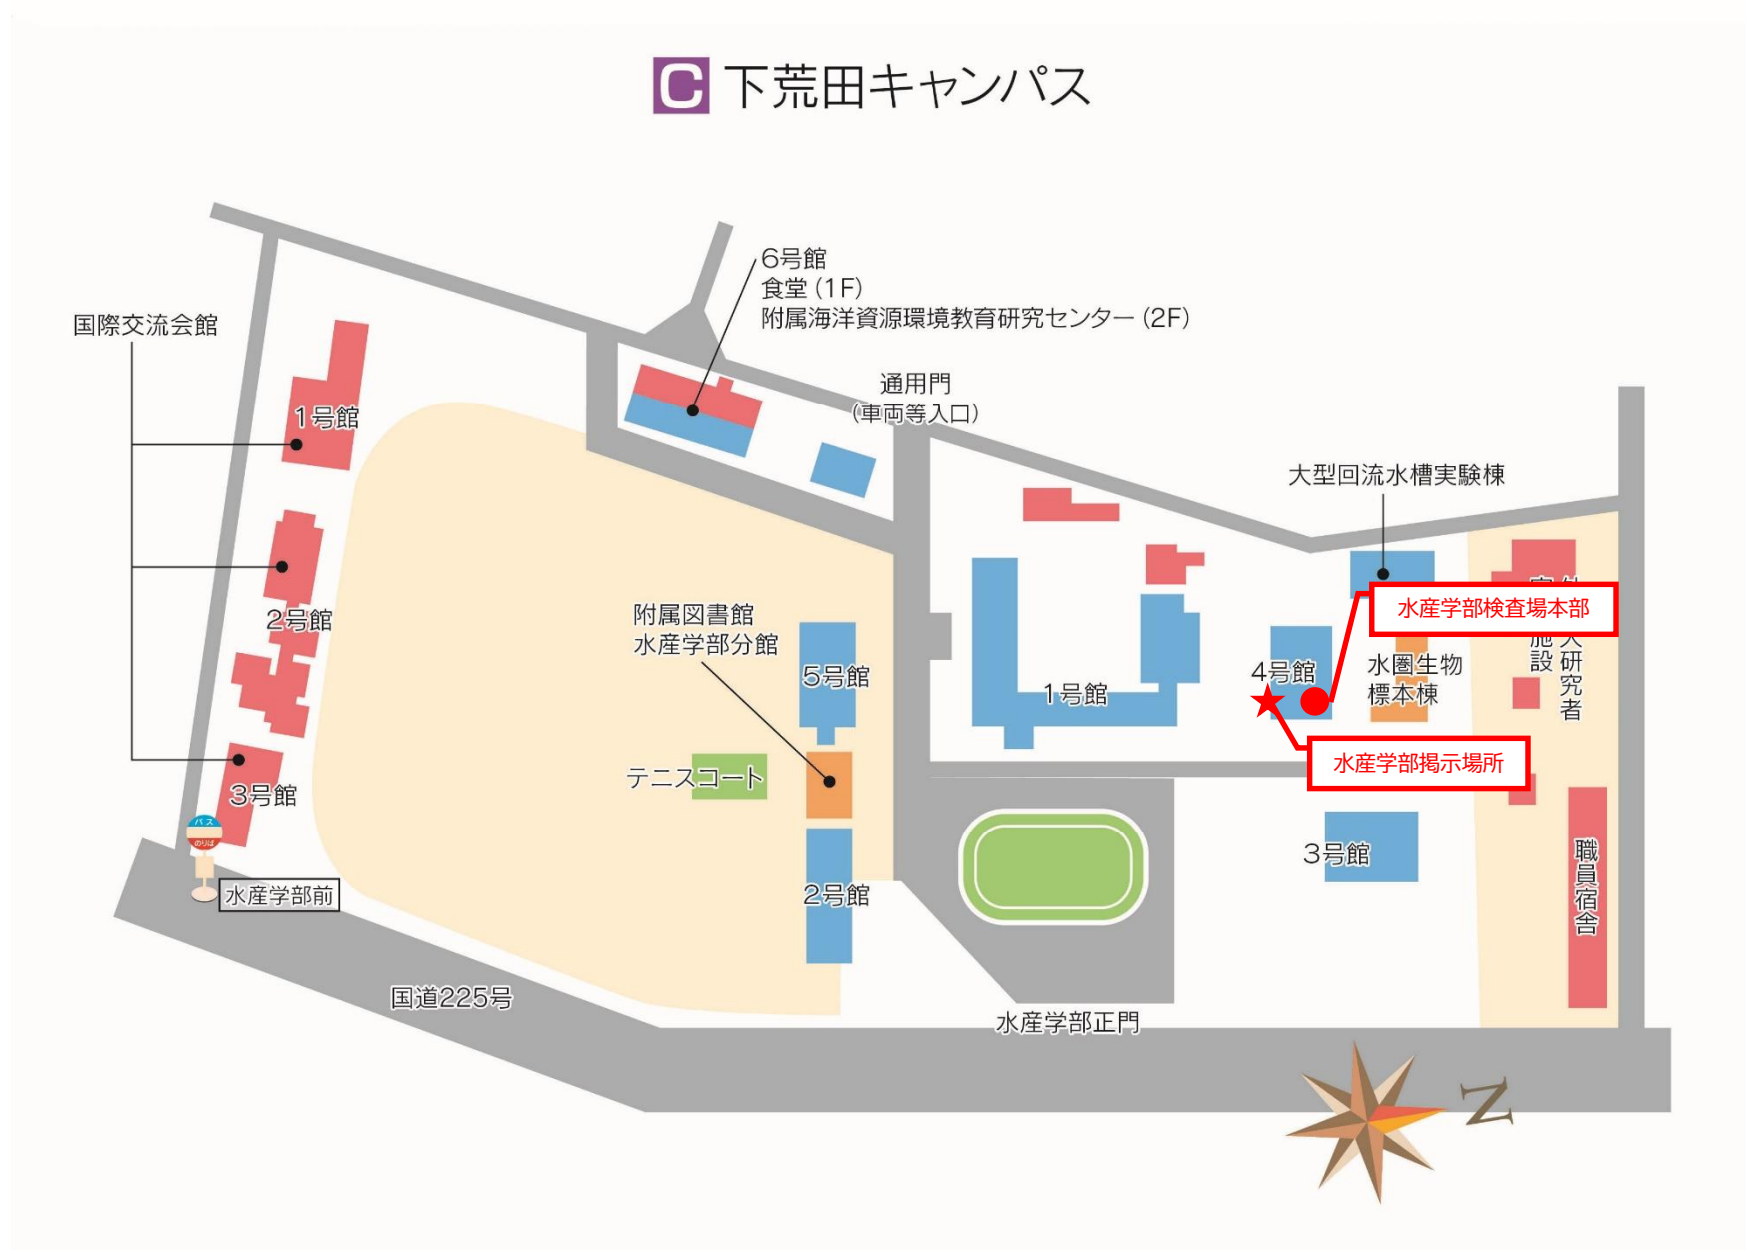 C 下荒田キャンパス
6号館
食堂(1F)
附属海洋資源環境教育研究センター(2F)
国際交流会館
通用門
(車両等入口)
1号館
大型回流水槽実験棟
2号館
水産学部検査場本部
附属図書館
水産学部分館
5号館
4号館
水圏生物
標本棟
大研究者
施設
1号館
水産学部掲示場所
テニスコート
3号館
バス
のりば
水産学部前
2号館
3号館
職員宿舎
国道225号
水産学部正門
N